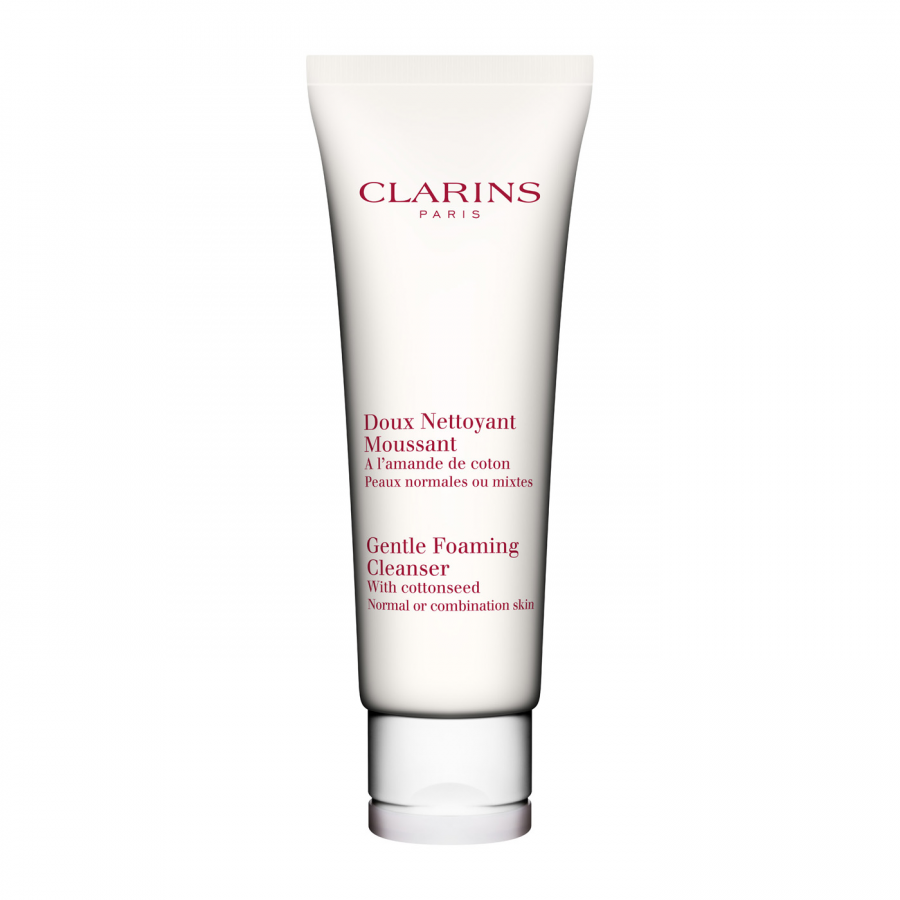 CLARINS
PARIS
Doux Nettoyant
Moussant
A l'amande de coton
Peaux normales ou mixtes
Gentle Foaming
Cleanser
With cottonseed
Normal or combination skin